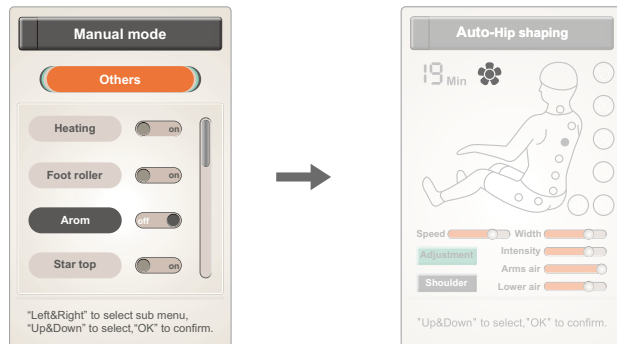 Manual mode
Others
Heating
on
Foot roller
on
Arom
off
Star top
on
"Left&Right" to select sub menu,
"Up&Down" to select,"OK" to confirm.
Auto-Hip shaping
19 Min
Speed
Width
Adjustment
Intensity
Arms air
Shoulder
Lower air
"Up&Down" to select,"OK" to confirm.